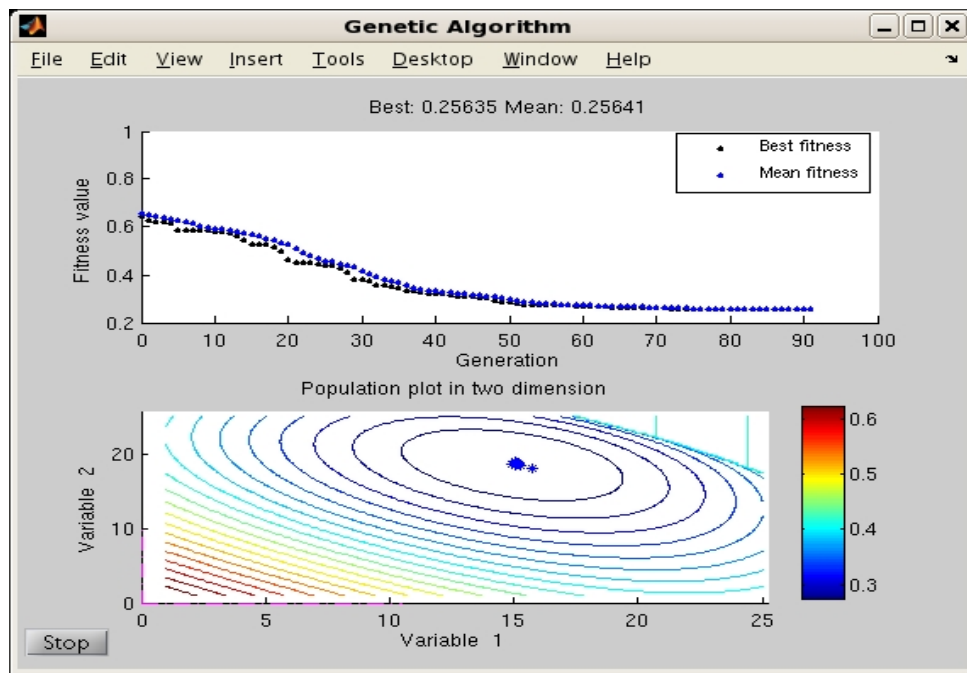 Genetic Algorithm
File Edit View Insert Tools Desktop Window Help
Best: 0.25635 Mean: 0.25641
Fitness value
1
0.8
0.6
0.4
0.2
Best fitness
Mean fitness
0 10 20 30 40 50 60 70 80 90 100
Generation
Population plot in two dimension
Variable 2
20
10
0
0 5 10 15 20 25
Variable 1
0.6
0.5
0.4
0.3
Stop